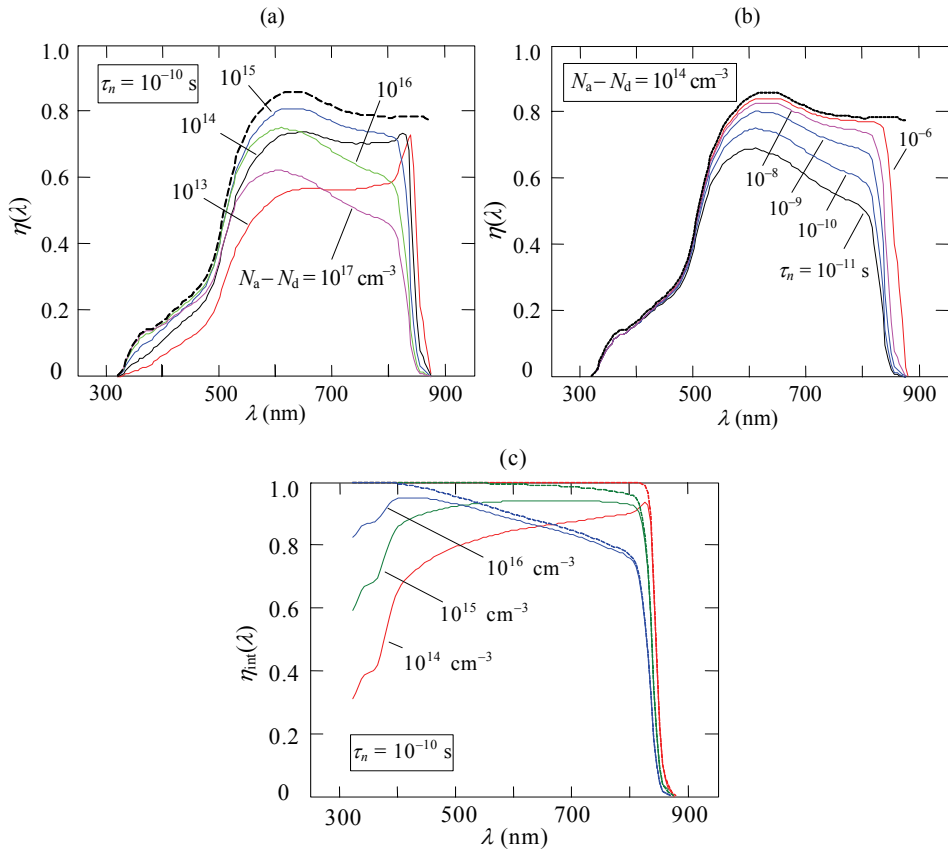 (a)
τn = 10⁻¹⁰ s
10¹⁵
10¹⁶
10¹⁴
10¹³
Na – Nd = 10¹⁷ cm⁻³
1.0
0.8
0.6
0.4
0.2
0
η(λ)
300 500 700 900
λ (nm)
(b)
Na – Nd = 10¹⁴ cm⁻³
10⁻⁶
10⁻⁸
10⁻⁹
10⁻¹⁰
τn = 10⁻¹¹ s
1.0
0.8
0.6
0.4
0.2
0
η(λ)
300 500 700 900
λ (nm)
(c)
1.0
0.8
0.6
0.4
0.2
0
ηint(λ)
10¹⁶ cm⁻³
10¹⁵ cm⁻³
10¹⁴ cm⁻³
τn = 10⁻¹⁰ s
300 500 700 900
λ (nm)